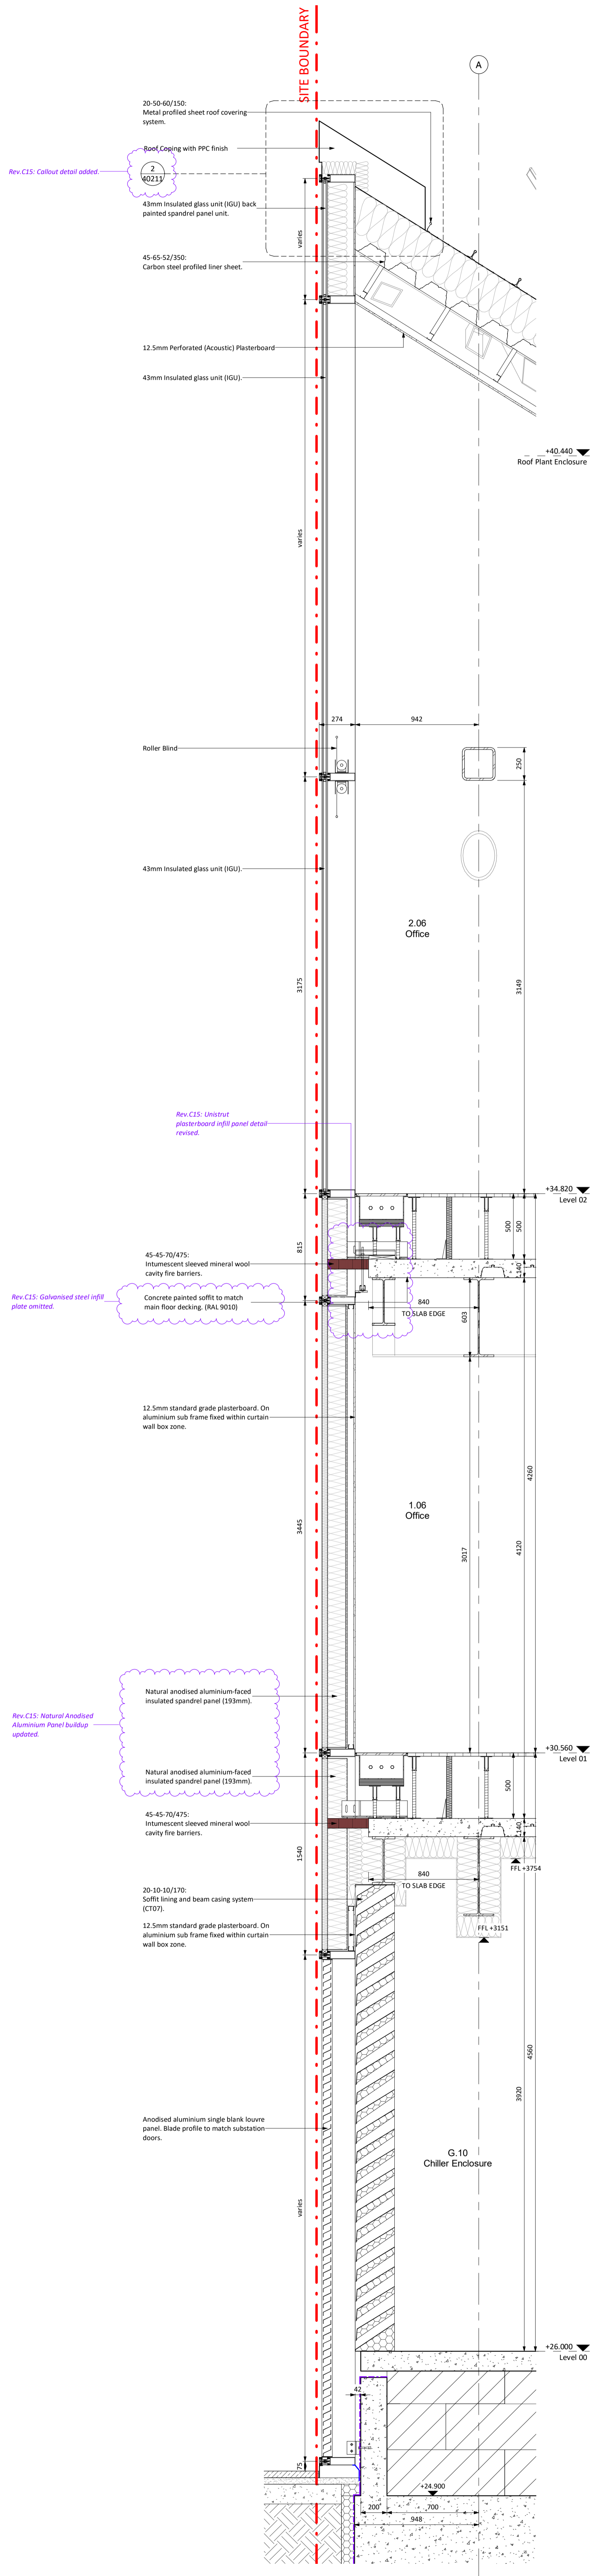 SITE BOUNDARY
A
20-50-60/150:
Metal profiled sheet roof covering
system.
Roof Coping with PPC finish
Rev.C15: Callout detail added.
2
40211
43mm Insulated glass unit (IGU) back
painted spandrel panel unit.
varies
45-65-52/350:
Carbon steel profiled liner sheet.
12.5mm Perforated (Acoustic) Plasterboard
43mm Insulated glass unit (IGU).
+40.440
Roof Plant Enclosure
varies
274
942
Roller Blind
250
43mm Insulated glass unit (IGU).
2.06
Office
3175
3149
Rev.C15: Unistrut
plasterboard infill panel detail
revised.
+34.820
Level 02
815
500
500
45-45-70/475:
Intumescent sleeved mineral wool
cavity fire barriers.
140
Rev.C15: Galvanised steel infill
plate omitted.
Concrete painted soffit to match
main floor decking. (RAL 9010)
840
TO SLAB EDGE
603
12.5mm standard grade plasterboard. On
aluminium sub frame fixed within curtain
wall box zone.
4260
1.06
Office
3445
3017
4120
Natural anodised aluminium-faced
insulated spandrel panel (193mm).
Rev.C15: Natural Anodised
Aluminium Panel buildup
updated.
+30.560
Level 01
Natural anodised aluminium-faced
insulated spandrel panel (193mm).
500
45-45-70/475:
Intumescent sleeved mineral wool
cavity fire barriers.
140
1540
FFL +3754
840
TO SLAB EDGE
20-10-10/170:
Soffit lining and beam casing system
(CT07).
12.5mm standard grade plasterboard. On
aluminium sub frame fixed within curtain
wall box zone.
FFL +3151
4560
3920
Anodised aluminium single blank louvre
panel. Blade profile to match substation
doors.
G.10
Chiller Enclosure
varies
+26.000
Level 00
42
75
+24.900
200
700
948